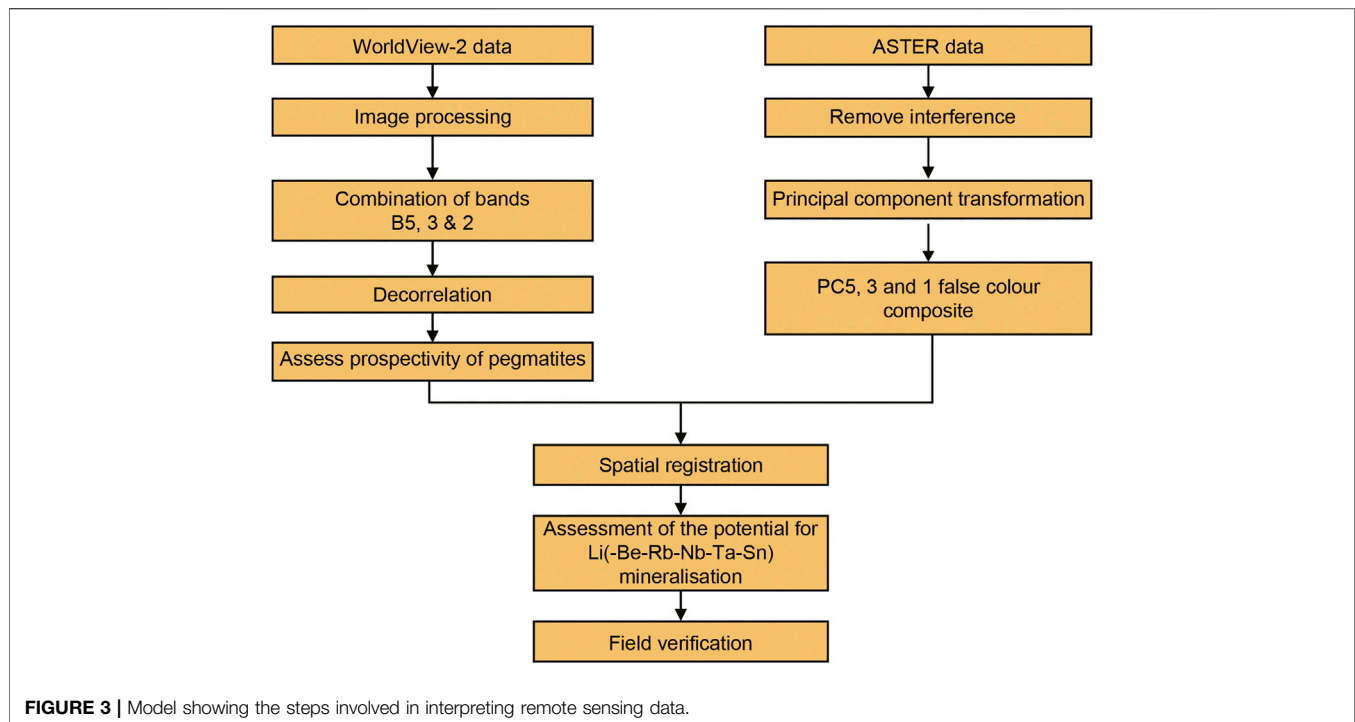 WorldView-2 data
Image processing
Combination of bands
B5, 3 & 2
Decorrelation
Assess prospectivity of pegmatites
ASTER data
Remove interference
Principal component transformation
PC5, 3 and 1 false colour
composite
Spatial registration
Assessment of the potential for
Li(-Be-Rb-Nb-Ta-Sn)
mineralisation
Field verification
FIGURE 3 | Model showing the steps involved in interpreting remote sensing data.